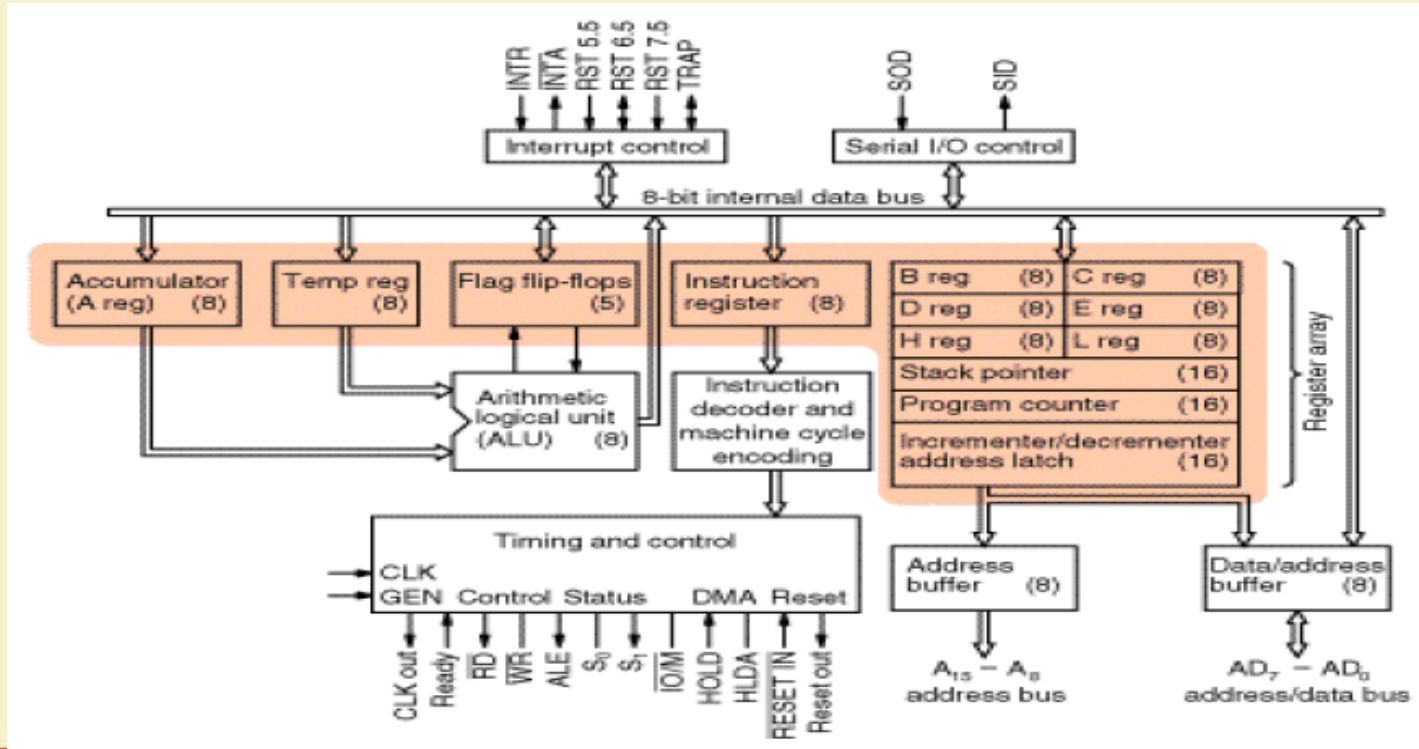 INTR
INTA
RST 5.5
RST 6.5
RST 7.5
TRAP
SOD
SID
Interrupt control
Serial I/O control
8-bit internal data bus
Accumulator
(A reg) (8)
Temp reg
(8)
Flag flip-flops
(5)
Instruction
register (8)
B reg (8) C reg (8)
D reg (8) E reg (8)
H reg (8) L reg (8)
Stack pointer (16)
Program counter (16)
Incrementer/decrementer
address latch (16)
Register array
Arithmetic
logical unit
(ALU) (8)
Instruction
decoder and
machine cycle
encoding
Timing and control
CLK
GEN Control Status DMA Reset
CLK out
Ready
RD
WR
ALE
S₀
S₁
IO/M
HOLD
HLDA
RESET IN
Reset out
Address
buffer (8)
Data/address
buffer (8)
A₁₅ – A₈
address bus
AD₇ – AD₀
address/data bus